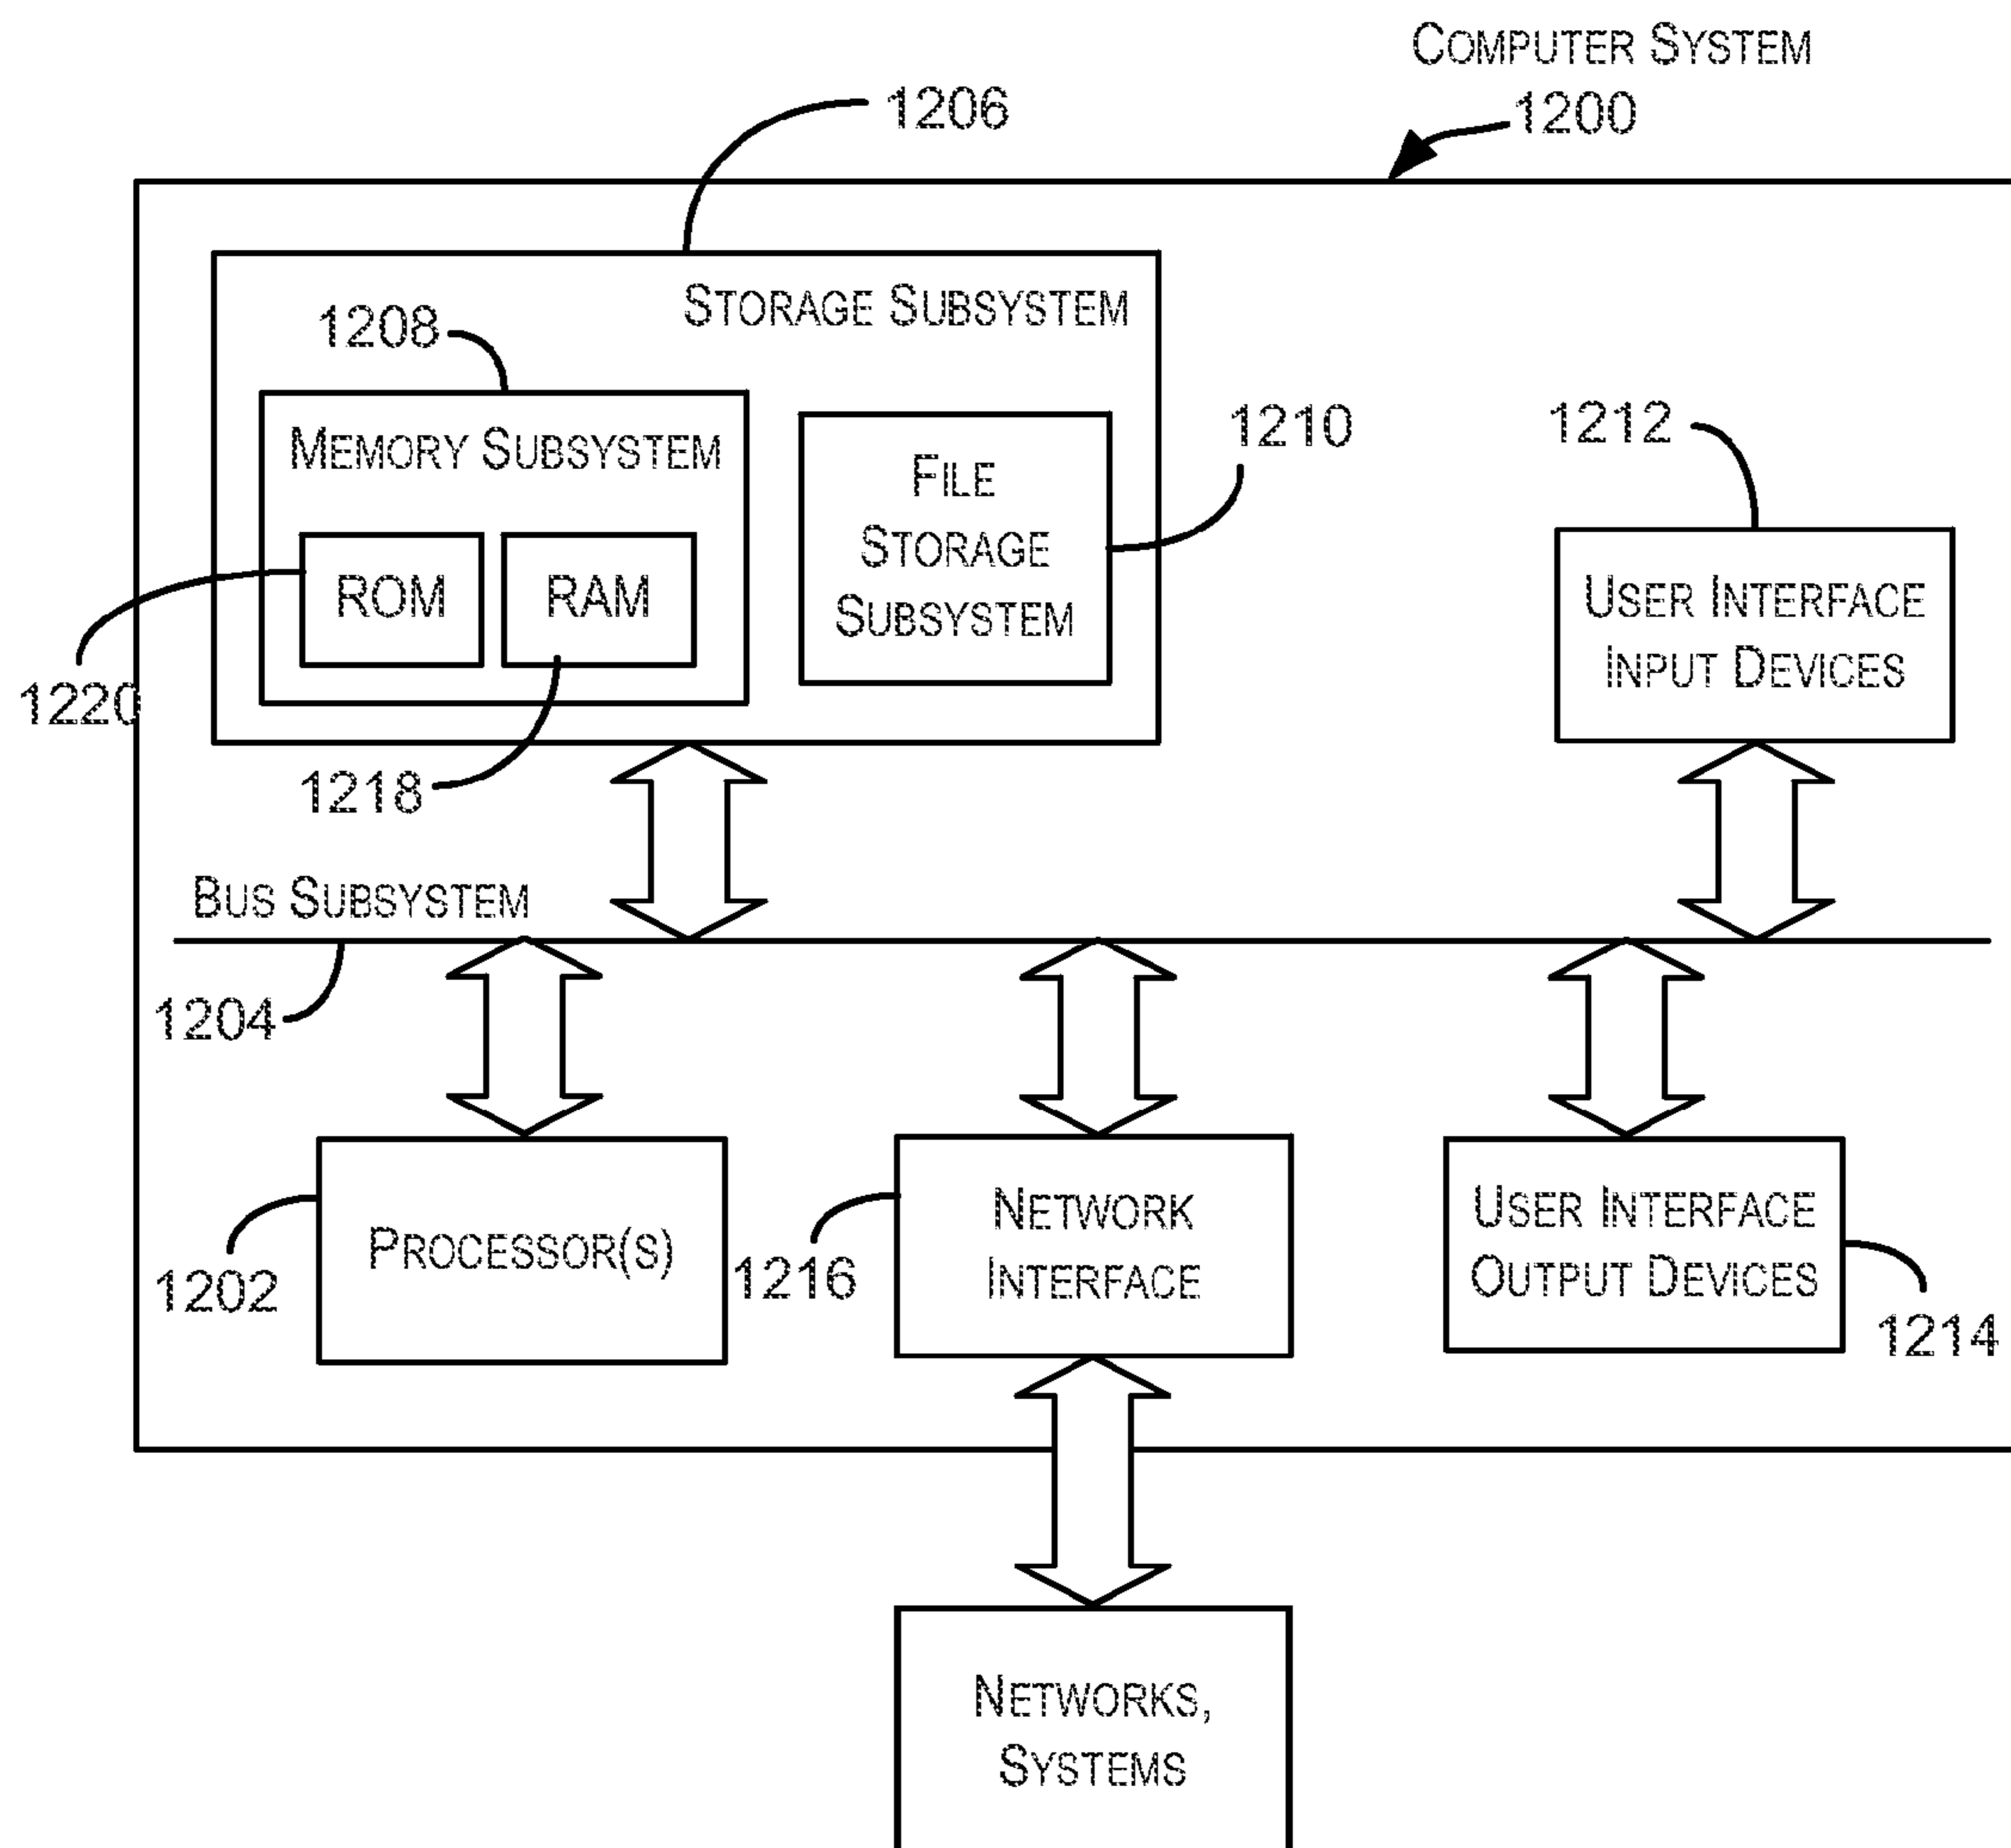 COMPUTER SYSTEM
1200
1206
STORAGE SUBSYSTEM
1208
MEMORY SUBSYSTEM
ROM
RAM
1220
1218
FILE
STORAGE
SUBSYSTEM
1210
1212
USER INTERFACE
INPUT DEVICES
BUS SUBSYSTEM
1204
PROCESSOR(S)
1202
NETWORK
INTERFACE
1216
USER INTERFACE
OUTPUT DEVICES
1214
NETWORKS,
SYSTEMS